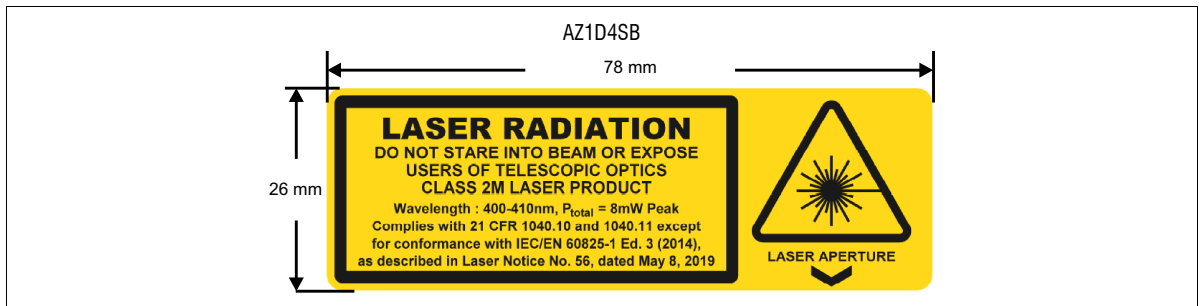 AZ1D4SB
78 mm
26 mm
LASER RADIATION
DO NOT STARE INTO BEAM OR EXPOSE
USERS OF TELESCOPIC OPTICS
CLASS 2M LASER PRODUCT
Wavelength : 400-410nm, Ptotal = 8mW Peak
Complies with 21 CFR 1040.10 and 1040.11 except
for conformance with IEC/EN 60825-1 Ed. 3 (2014),
as described in Laser Notice No. 56, dated May 8, 2019
LASER APERTURE